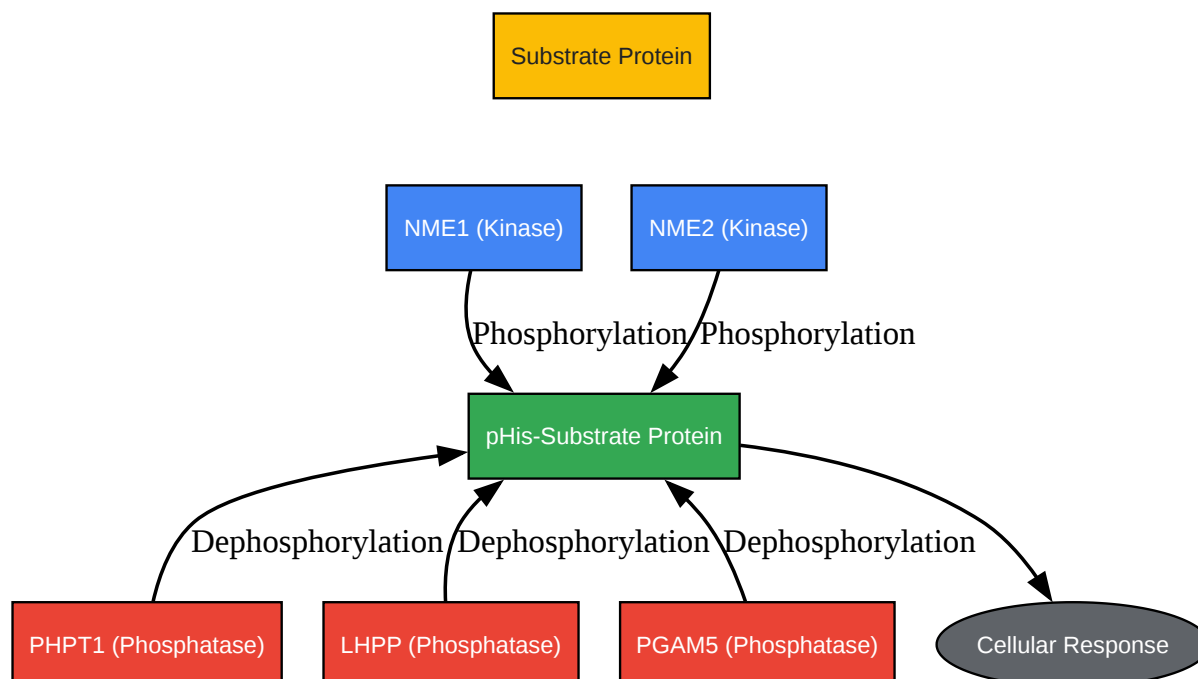 Substrate Protein
NME1 (Kinase)
NME2 (Kinase)
Phosphorylation
Phosphorylation
pHis-Substrate Protein
Dephosphorylation
Dephosphorylation
Dephosphorylation
PHPT1 (Phosphatase)
LHPP (Phosphatase)
PGAM5 (Phosphatase)
Cellular Response